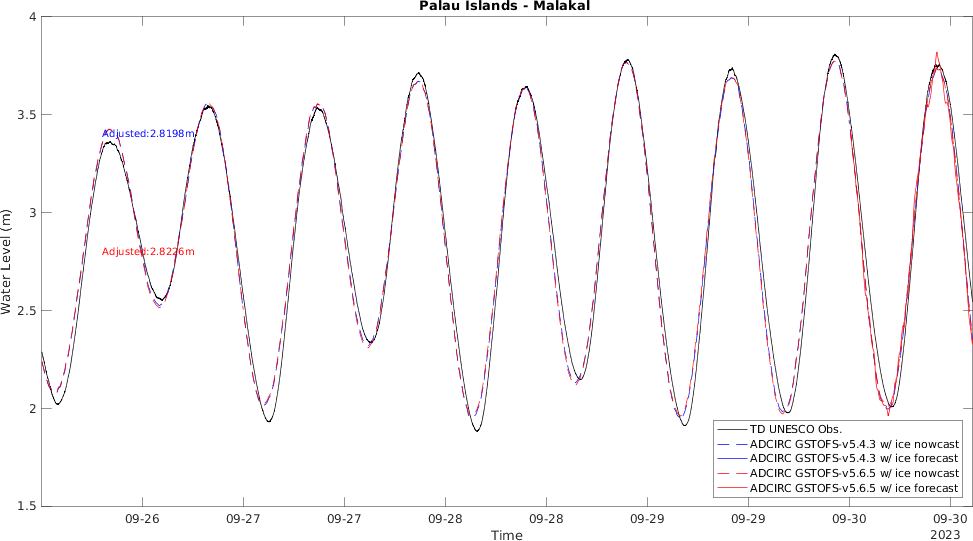 Palau Islands - Malakal
4
3.5
3
2.5
2
1.5
Water Level (m)
Adjusted:2.8198m
Adjusted:2.8226m
TD UNESCO Obs.
ADCIRC GSTOFS-v5.4.3 w/ ice nowcast
ADCIRC GSTOFS-v5.4.3 w/ ice forecast
ADCIRC GSTOFS-v5.6.5 w/ ice nowcast
ADCIRC GSTOFS-v5.6.5 w/ ice forecast
09-26 09-27 09-27 09-28 09-28 09-29 09-29 09-30 09-30
2023
Time